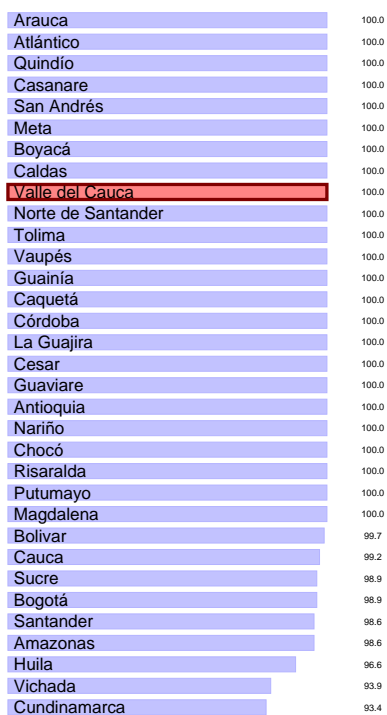 Arauca 100.0
Atlántico 100.0
Quindío 100.0
Casanare 100.0
San Andrés 100.0
Meta 100.0
Boyacá 100.0
Caldas 100.0
Valle del Cauca 100.0
Norte de Santander 100.0
Tolima 100.0
Vaupés 100.0
Guainía 100.0
Caquetá 100.0
Córdoba 100.0
La Guajira 100.0
Cesar 100.0
Guaviare 100.0
Antioquia 100.0
Nariño 100.0
Chocó 100.0
Risaralda 100.0
Putumayo 100.0
Magdalena 100.0
Bolivar 99.7
Cauca 99.2
Sucre 98.9
Bogotá 98.9
Santander 98.6
Amazonas 98.6
Huila 96.6
Vichada 93.9
Cundinamarca 93.4